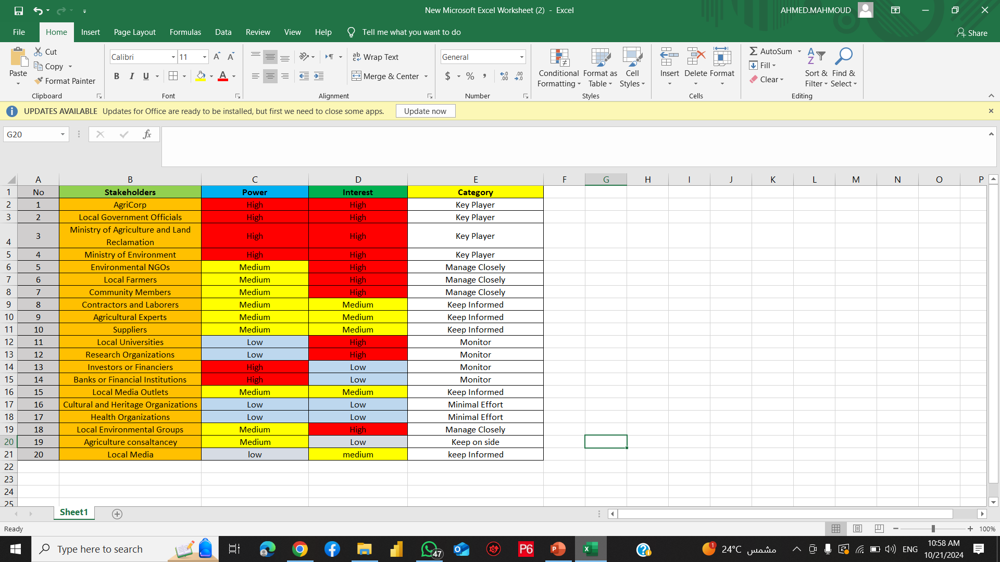 New Microsoft Excel Worksheet (2) - Excel
AHMED.MAHMOUD
File Home Insert Page Layout Formulas Data Review View Help Tell me what you want to do
Share
Paste
Cut
Copy
Format Painter
Clipboard
Calibri 11
B I U
Font
Wrap Text
Merge & Center
Alignment
General
$ % ,
Number
Conditional Formatting
Format as Table
Cell Styles
Styles
Insert Delete Format
Cells
AutoSum
Fill
Clear
Sort & Filter
Find & Select
Editing
UPDATES AVAILABLE Updates for Office are ready to be installed, but first we need to close some apps. Update now
G20 fx
A B C D E F G H I J K L M N O P
1 No Stakeholders Power Interest Category
2 1 AgriCorp High High Key Player
3 2 Local Government Officials High High Key Player
4 3 Ministry of Agriculture and Land Reclamation High High Key Player
5 4 Ministry of Environment High High Key Player
6 5 Environmental NGOs Medium High Manage Closely
7 6 Local Farmers Medium High Manage Closely
8 7 Community Members Medium High Manage Closely
9 8 Contractors and Laborers Medium Medium Keep Informed
10 9 Agricultural Experts Medium Medium Keep Informed
11 10 Suppliers Medium Medium Keep Informed
12 11 Local Universities Low High Monitor
13 12 Research Organizations Low High Monitor
14 13 Investors or Financiers High Low Monitor
15 14 Banks or Financial Institutions High Low Monitor
16 15 Local Media Outlets Medium Medium Keep Informed
17 16 Cultural and Heritage Organizations Low Low Minimal Effort
18 17 Health Organizations Low Low Minimal Effort
19 18 Local Environmental Groups Medium High Manage Closely
20 19 Agriculture consaltancey Medium Low Keep on side
21 20 Local Media low medium keep Informed
22
23
24
25
Sheet1
Ready
100%
Type here to search
47
P6
1
24°C مشمس
ENG
10:58 AM
10/21/2024